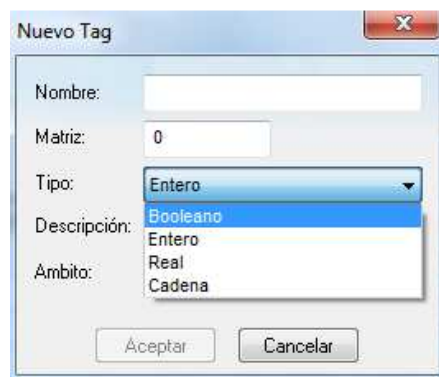 Nuevo Tag
Nombre:
Matriz: 0
Tipo: Entero
Booleano
Descripción: Entero
Real
Ambito: Cadena
Aceptar Cancelar